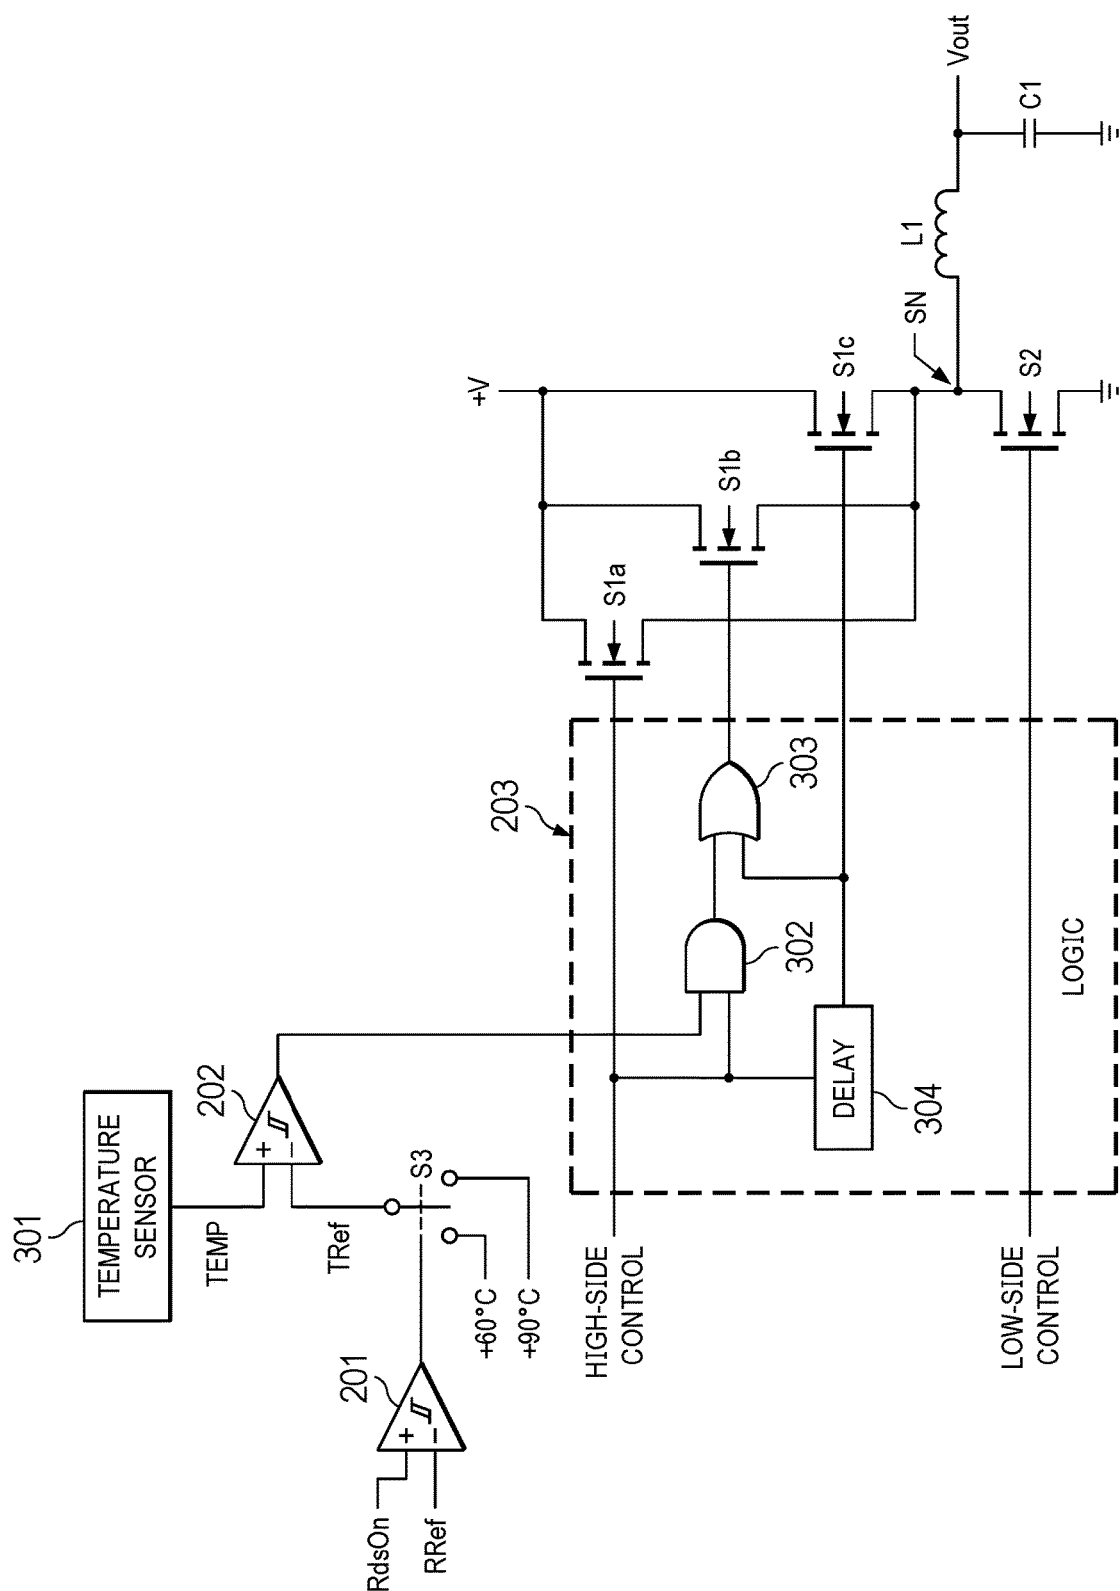 301
TEMPERATURE
SENSOR
TEMP
TRef
202
+
−
S3
+60°C
+90°C
201
+
−
RdsOn
RRef
HIGH-SIDE
CONTROL
LOW-SIDE
CONTROL
203
302
303
DELAY
304
LOGIC
+V
S1a
S1b
S1c
SN
S2
L1
C1
Vout